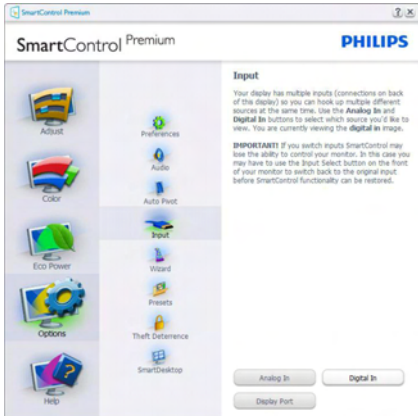 SmartControl Premium
SmartControl Premium
PHILIPS
Adjust
Color
Eco Power
Options
Help
Preferences
Audio
Auto Pivot
Input
Wizard
Presets
Theft Deterrence
SmartDesktop
Input
Your display has multiple inputs (connections on back
of this display) so you can hook up multiple different
sources at the same time. Use the Analog In and
Digital In buttons to select which source you'd like to
view. You are currently viewing the digital in image.
IMPORTANT! If you switch inputs SmartControl may
lose the ability to control your monitor. In this case you
may have to use the Input Select button on the front
of your monitor to switch back to the original input
before SmartControl functionality can be restored.
Analog In
Digital In
Display Port